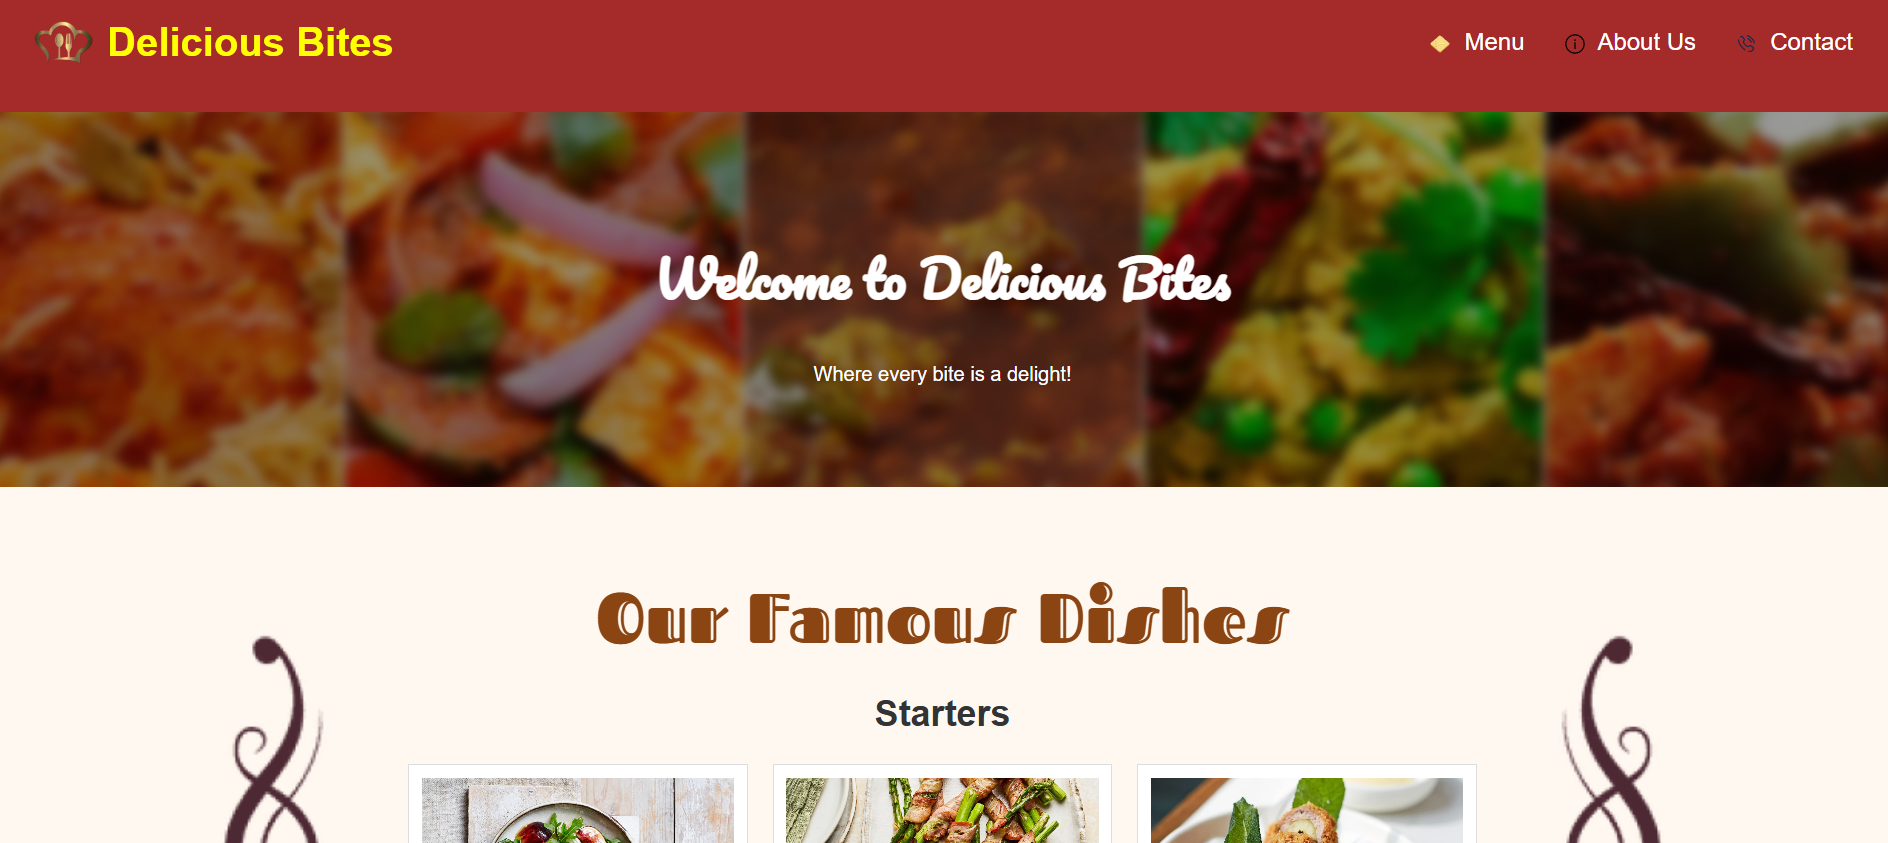 Delicious Bites
Menu
About Us
Contact
Welcome to Delicious Bites
Where every bite is a delight!
Our Famous Dishes
Starters